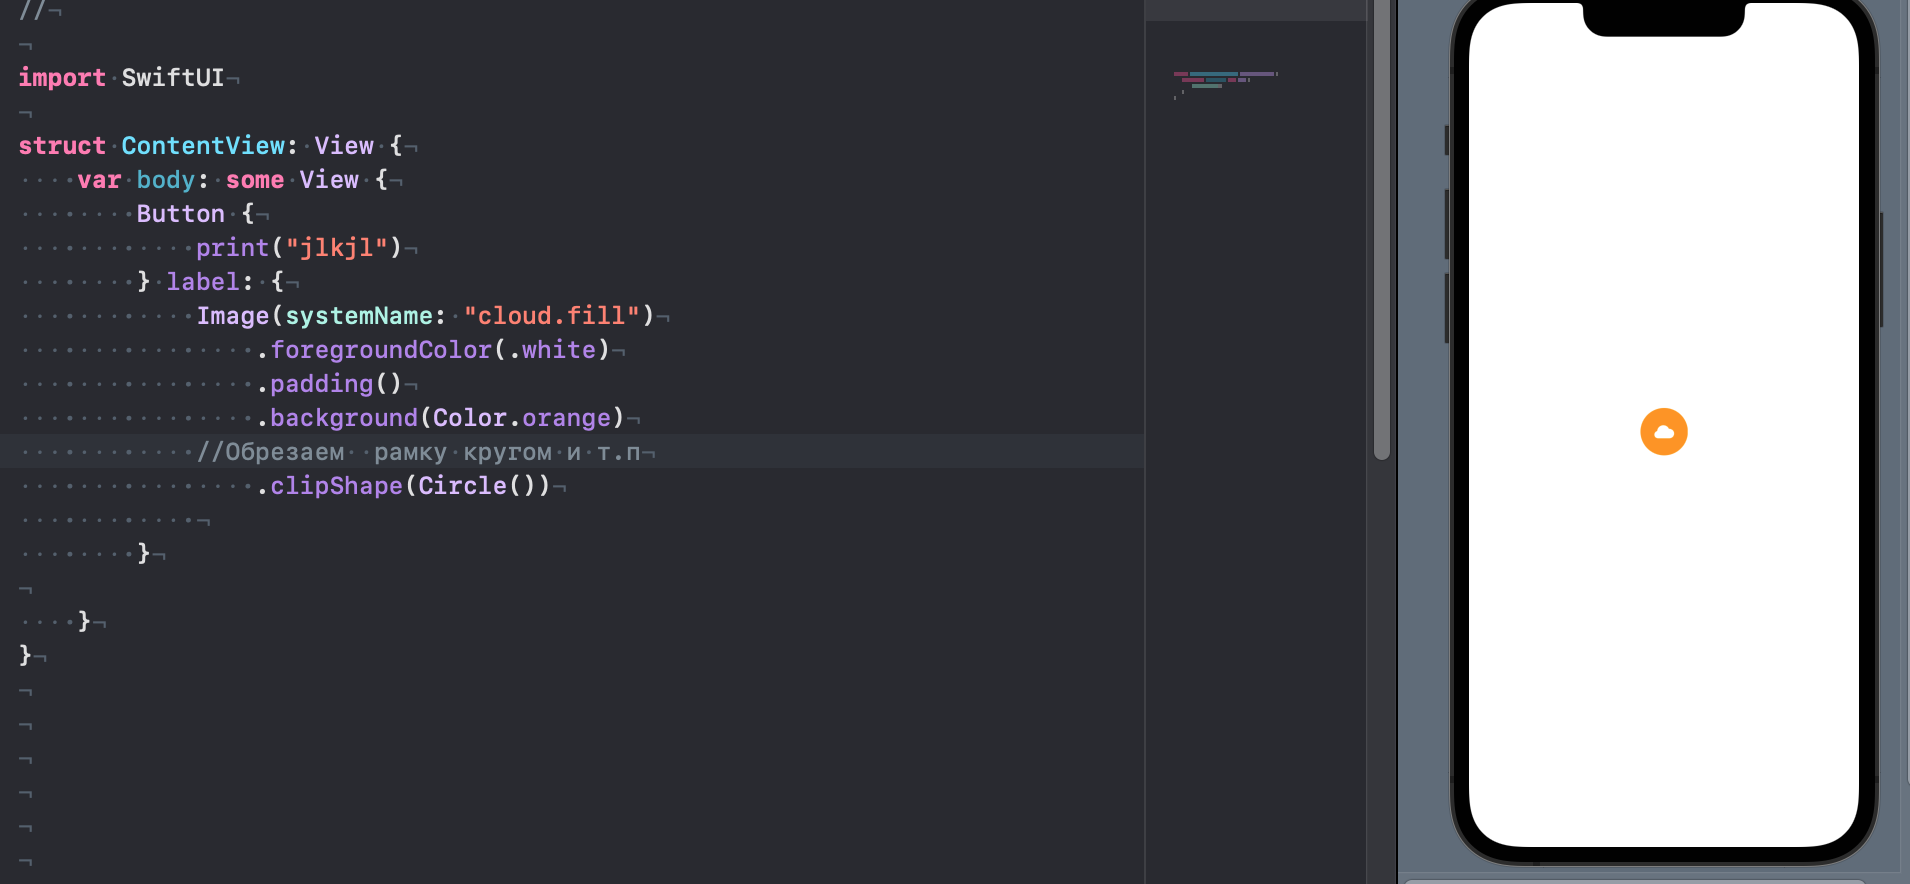 //
import SwiftUI
struct ContentView: View {
var body: some View {
Button {
print("jlkjl")
} label: {
Image(systemName: "cloud.fill")
.foregroundColor(.white)
.padding()
.background(Color.orange)
//Обрезаем  рамку кругом и т.п
.clipShape(Circle())
}
}
}